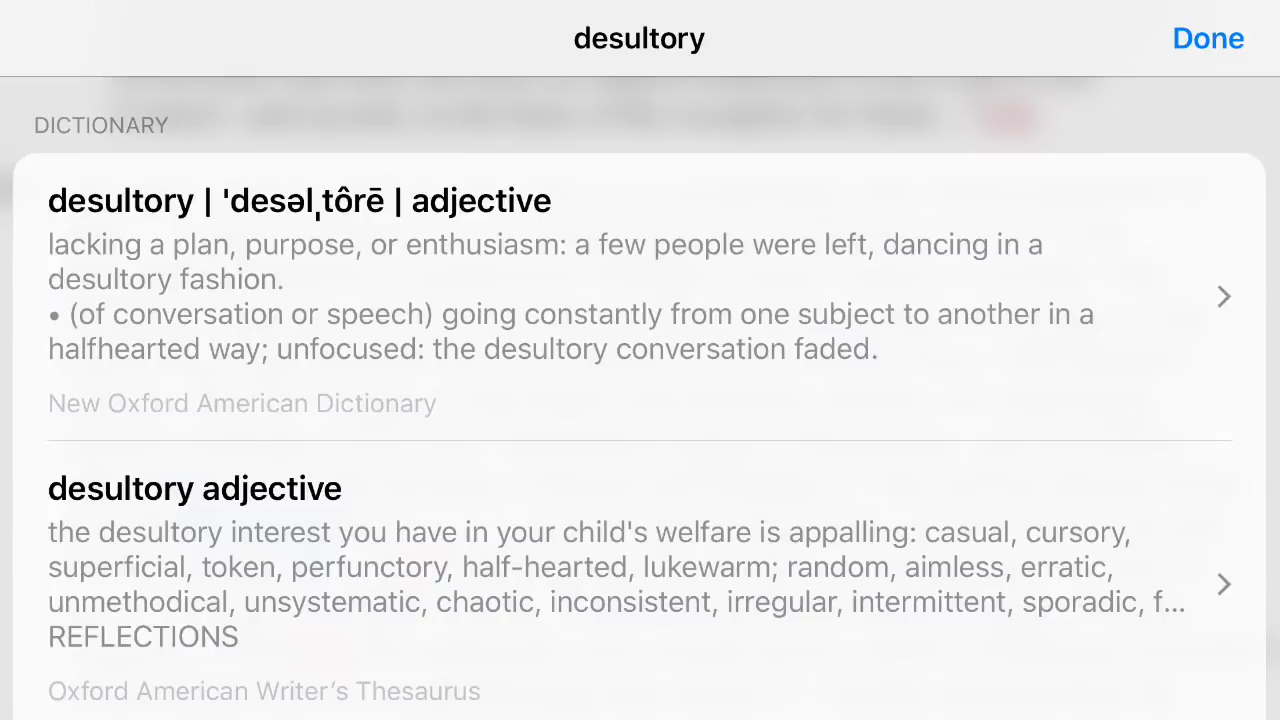 desultory
Done
DICTIONARY
desultory | 'desəlˌtôrē | adjective
lacking a plan, purpose, or enthusiasm: a few people were left, dancing in a
desultory fashion.
• (of conversation or speech) going constantly from one subject to another in a
halfhearted way; unfocused: the desultory conversation faded.
New Oxford American Dictionary
desultory adjective
the desultory interest you have in your child's welfare is appalling: casual, cursory,
superficial, token, perfunctory, half-hearted, lukewarm; random, aimless, erratic,
unmethodical, unsystematic, chaotic, inconsistent, irregular, intermittent, sporadic, f...
REFLECTIONS
Oxford American Writer's Thesaurus